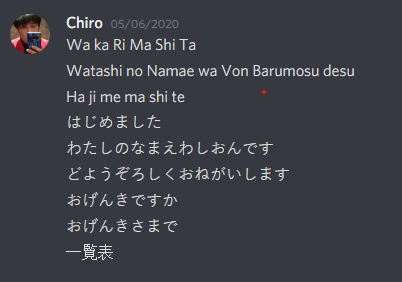 Chiro 05/06/2020
Wa ka Ri Ma Shi Ta
Watashi no Namae wa Von Barumosu desu
Ha ji me ma shi te
はじめました
わたしのなまえわしおんです
どようぞろしくおねがいします
おげんきですか
おげんきさまで
一覧表